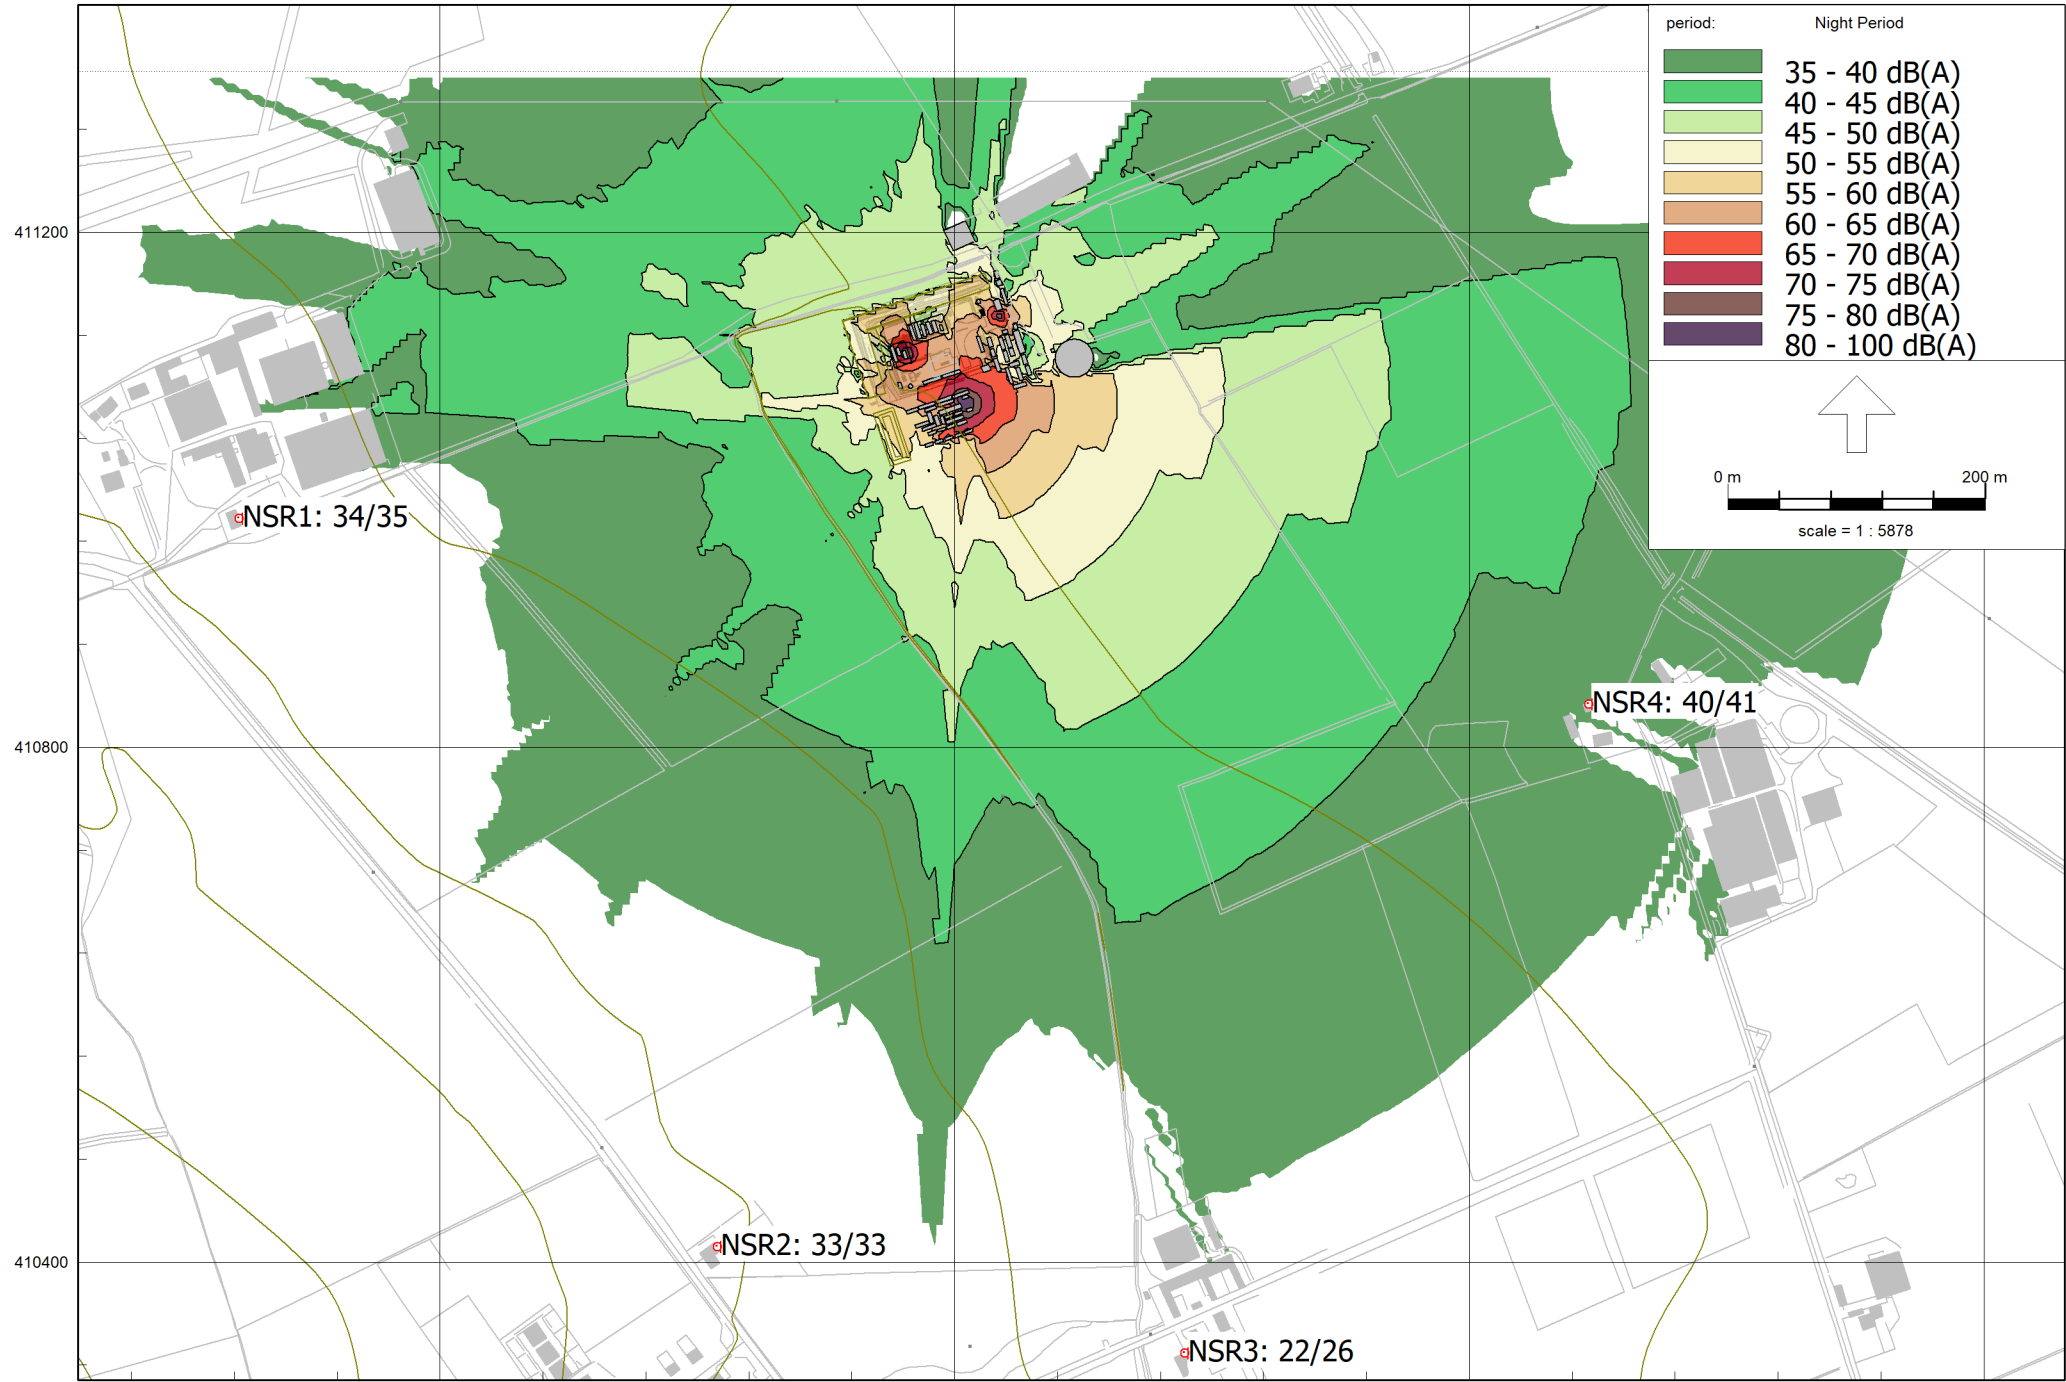 period: Night Period
35 - 40 dB(A)
40 - 45 dB(A)
45 - 50 dB(A)
50 - 55 dB(A)
55 - 60 dB(A)
60 - 65 dB(A)
65 - 70 dB(A)
70 - 75 dB(A)
75 - 80 dB(A)
80 - 100 dB(A)
0 m 200 m
scale = 1 : 5878
411200
NSR1: 34/35
NSR4: 40/41
410800
NSR2: 33/33
410400
NSR3: 22/26